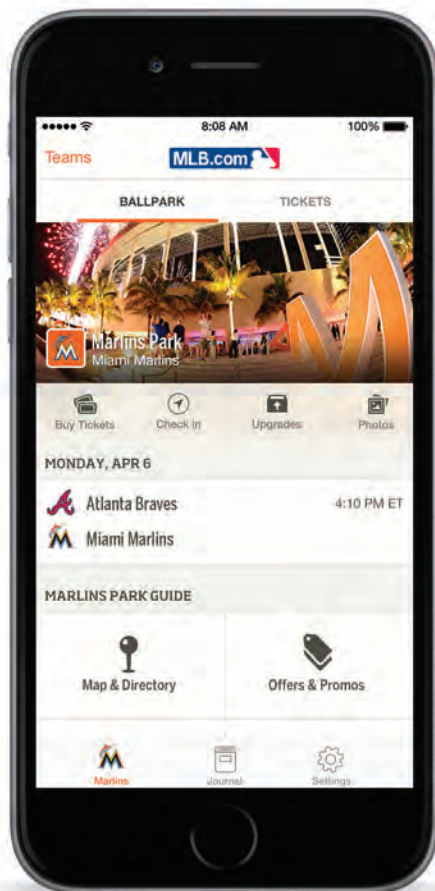 8:08 AM 100%
Teams MLB.com
BALLPARK TICKETS
Marlins Park
Miami Marlins
Buy Tickets Check In Upgrades Photos
MONDAY, APR 6
Atlanta Braves 4:10 PM ET
Miami Marlins
MARLINS PARK GUIDE
Map & Directory Offers & Promos
Marlins Journal Settings